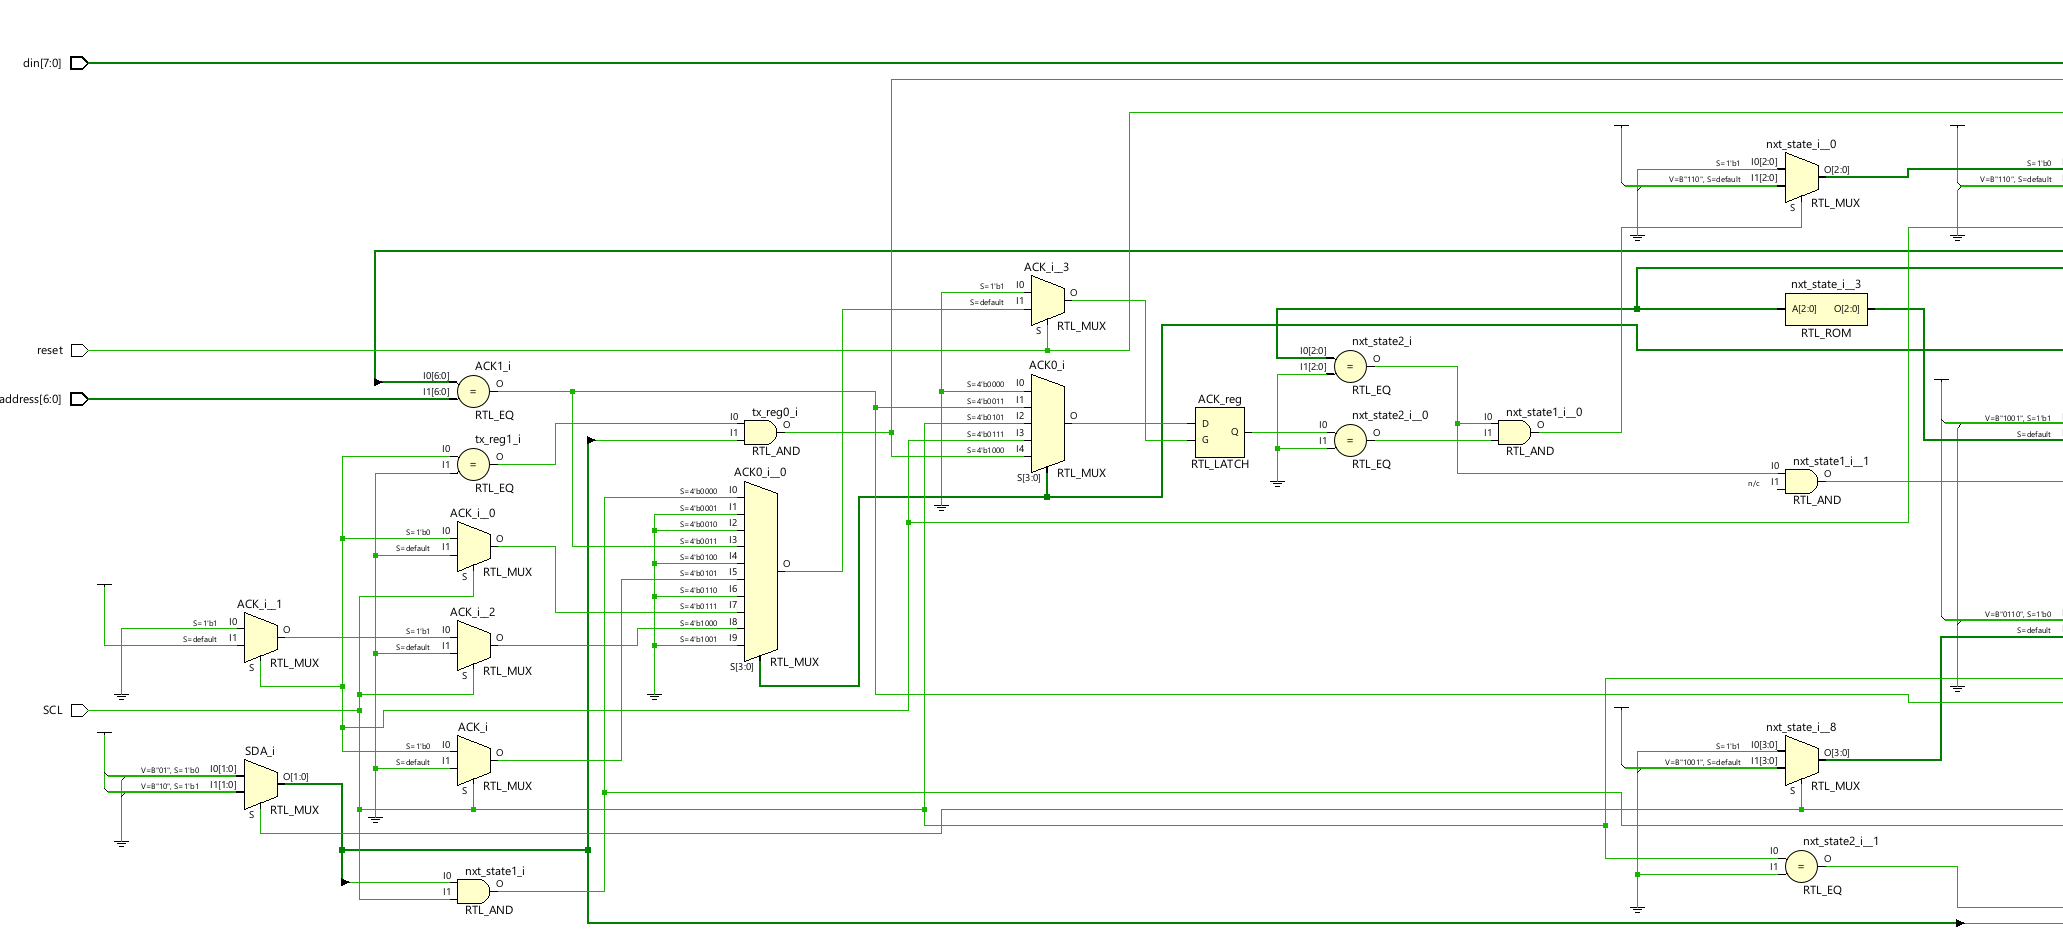 din[7:0]
nxt_state_i__0
S=1'b1 I0[2:0]
V=B"110", S=default I1[2:0]
O[2:0]
S
RTL_MUX
S=1'b0
V=B"110", S=default
ACK_i__3
S=1'b1 I0
S=default I1
O
S
RTL_MUX
nxt_state_i__3
A[2:0] O[2:0]
RTL_ROM
reset
nxt_state2_i
I0[2:0]
I1[2:0]
O
=
RTL_EQ
ACK1_i
I0[6:0]
I1[6:0]
O
=
RTL_EQ
address[6:0]
ACK0_i
S=4'b0000 I0
S=4'b0011 I1
S=4'b0101 I2
S=4'b0111 I3
S=4'b1000 I4
O
S[3:0]
RTL_MUX
ACK_reg
D
G
Q
RTL_LATCH
nxt_state2_i__0
I0
I1
O
=
RTL_EQ
nxt_state1_i__0
I0
I1
O
RTL_AND
V=B"1001", S=1'b1
S=default
tx_reg0_i
I0
I1
O
RTL_AND
tx_reg1_i
I0
I1
O
=
RTL_EQ
nxt_state1_i__1
I0
n/c I1
O
RTL_AND
ACK0_i__0
S=4'b0000 I0
S=4'b0001 I1
S=4'b0010 I2
S=4'b0011 I3
S=4'b0100 I4
S=4'b0101 I5
S=4'b0110 I6
S=4'b0111 I7
S=4'b1000 I8
S=4'b1001 I9
O
S[3:0]
RTL_MUX
ACK_i__0
S=1'b0 I0
S=default I1
O
S
RTL_MUX
ACK_i__1
S=1'b1 I0
S=default I1
O
S
RTL_MUX
ACK_i__2
S=1'b1 I0
S=default I1
O
S
RTL_MUX
V=B"0110", S=1'b0
S=default
SCL
ACK_i
S=1'b0 I0
S=default I1
O
S
RTL_MUX
SDA_i
V=B"01", S=1'b0 I0[1:0]
V=B"10", S=1'b1 I1[1:0]
O[1:0]
S
RTL_MUX
nxt_state_i__8
S=1'b1 I0[3:0]
V=B"1001", S=default I1[3:0]
O[3:0]
S
RTL_MUX
nxt_state1_i
I0
I1
O
RTL_AND
nxt_state2_i__1
I0
I1
O
=
RTL_EQ